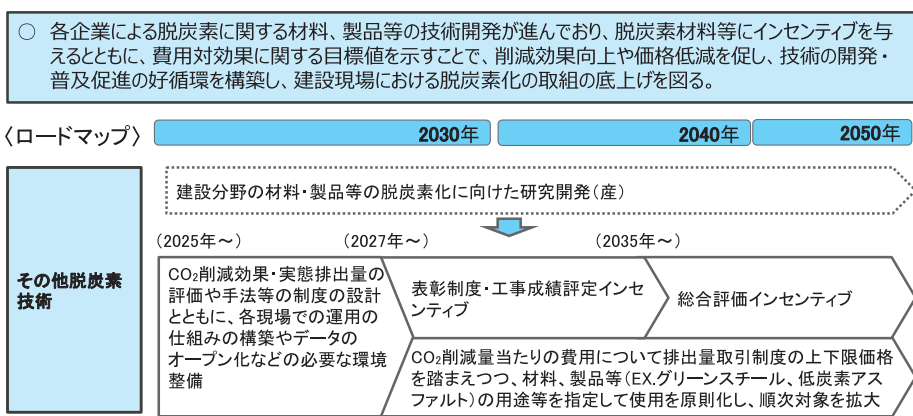 ○ 各企業による脱炭素に関する材料、製品等の技術開発が進んでおり、脱炭素材料等にインセンティブを与
えるとともに、費用対効果に関する目標値を示すことで、削減効果向上や価格低減を促し、技術の開発・
普及促進の好循環を構築し、建設現場における脱炭素化の取組の底上げを図る。
〈ロードマップ〉
2030年
2040年
2050年
その他脱炭素
技術
建設分野の材料・製品等の脱炭素化に向けた研究開発(産)
(2025年~)
(2027年~)
(2035年~)
CO₂削減効果・実態排出量の
評価や手法等の制度の設計
とともに、各現場での運用の
仕組みの構築やデータの
オープン化などの必要な環境
整備
表彰制度・工事成績評定インセ
ンティブ
総合評価インセンティブ
CO₂削減量当たりの費用について排出量取引制度の上下限価格
を踏まえつつ、材料、製品等(EX.グリーンスチール、低炭素アス
ファルト)の用途等を指定して使用を原則化し、順次対象を拡大